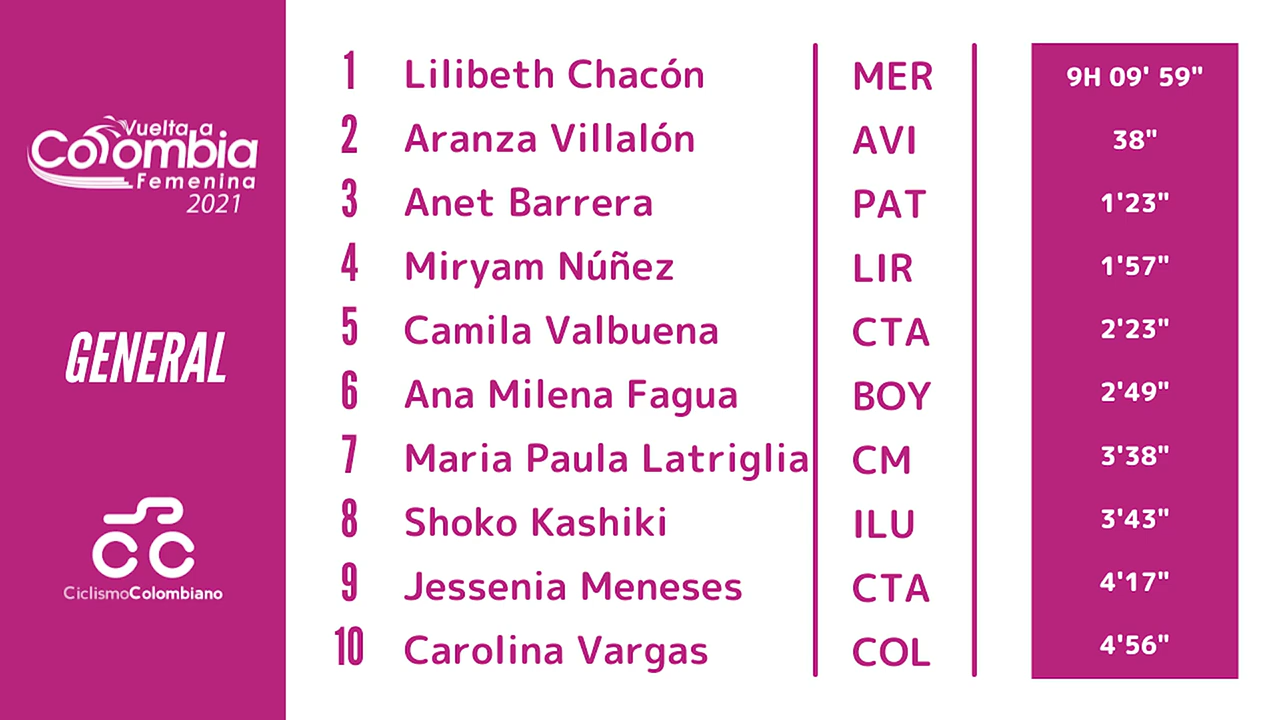 Vuelta a
Colombia
Femenina
2021
GENERAL
CiclismoColombiano
1 Lilibeth Chacón MER 9H 09' 59"
2 Aranza Villalón AVI 38"
3 Anet Barrera PAT 1'23"
4 Miryam Núñez LIR 1'57"
5 Camila Valbuena CTA 2'23"
6 Ana Milena Fagua BOY 2'49"
7 Maria Paula Latriglia CM 3'38"
8 Shoko Kashiki ILU 3'43"
9 Jessenia Meneses CTA 4'17"
10 Carolina Vargas COL 4'56"